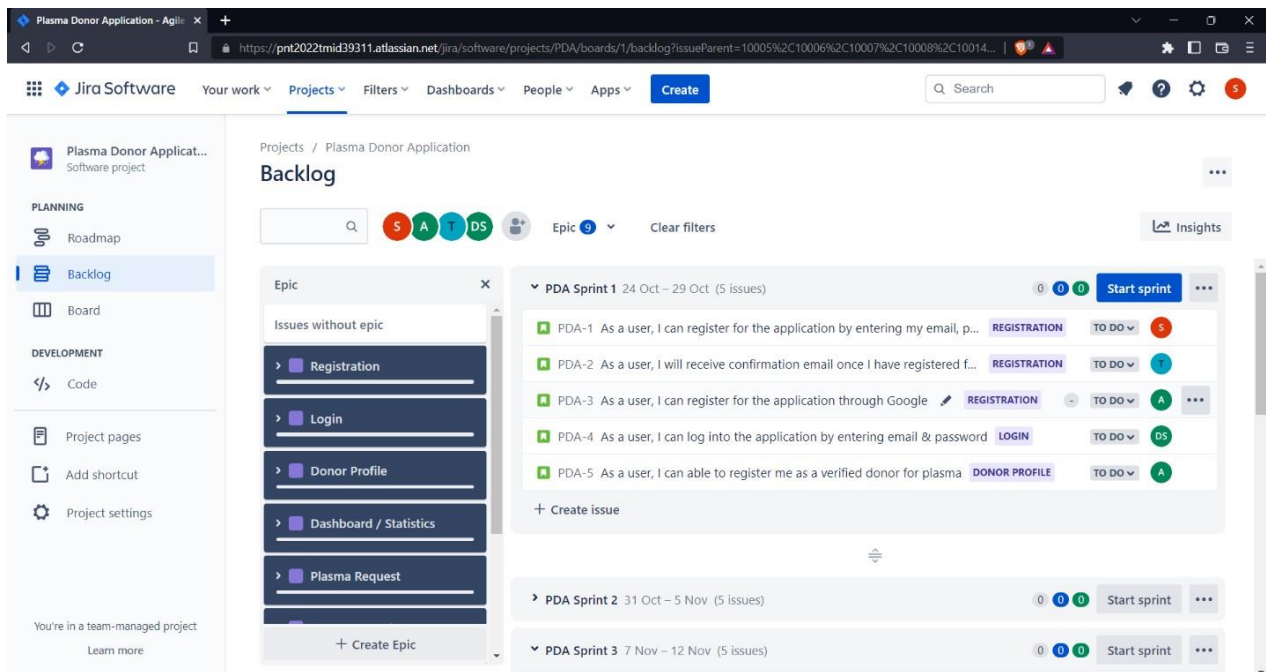 Plasma Donor Application - Agile
https://pnt2022tmid39311.atlassian.net/jira/software/projects/PDA/boards/1/backlog?issueParent=10005%2C10006%2C10007%2C10008%2C10014...
Jira Software Your work Projects Filters Dashboards People Apps Create Search S
Plasma Donor Applicat...
Software project
PLANNING
Roadmap
Backlog
Board
DEVELOPMENT
Code
Project pages
Add shortcut
Project settings
You're in a team-managed project
Learn more
Projects / Plasma Donor Application
Backlog
S A T DS Epic 9 Clear filters Insights
Epic
Issues without epic
Registration
Login
Donor Profile
Dashboard / Statistics
Plasma Request
+ Create Epic
PDA Sprint 1 24 Oct – 29 Oct (5 issues) 0 0 0 Start sprint
PDA-1 As a user, I can register for the application by entering my email, p... REGISTRATION TO DO S
PDA-2 As a user, I will receive confirmation email once I have registered f... REGISTRATION TO DO T
PDA-3 As a user, I can register for the application through Google REGISTRATION - TO DO A
PDA-4 As a user, I can log into the application by entering email & password LOGIN TO DO DS
PDA-5 As a user, I can able to register me as a verified donor for plasma DONOR PROFILE TO DO A
+ Create issue
PDA Sprint 2 31 Oct – 5 Nov (5 issues) 0 0 0 Start sprint
PDA Sprint 3 7 Nov – 12 Nov (5 issues) 0 0 0 Start sprint